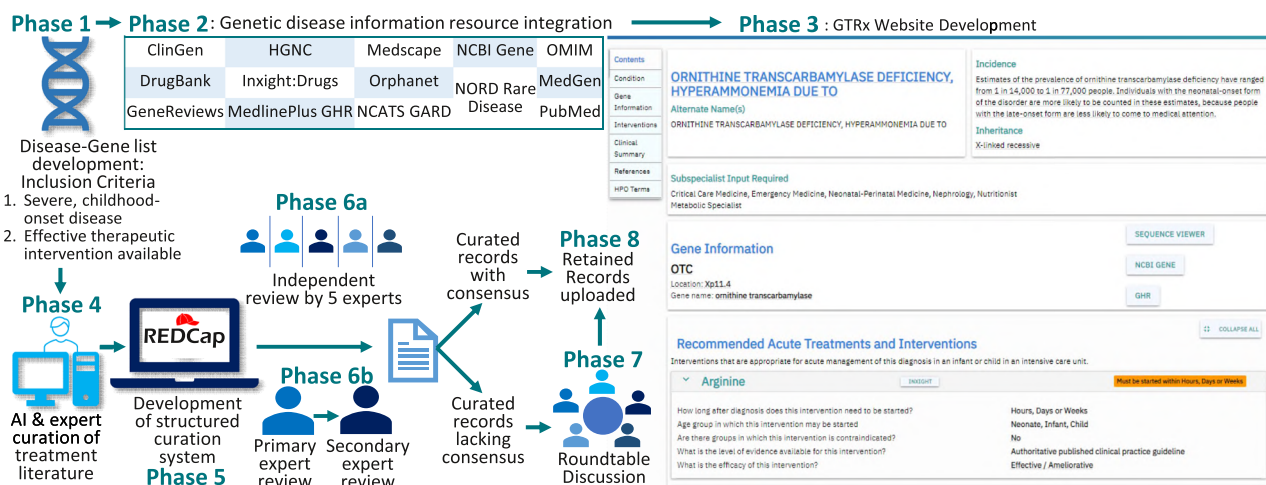 Phase 1
Phase 2: Genetic disease information resource integration
Phase 3 : GTRx Website Development
ClinGen HGNC Medscape NCBI Gene OMIM
DrugBank Inxight:Drugs Orphanet NORD Rare Disease MedGen
GeneReviews MedlinePlus GHR NCATS GARD PubMed
Disease-Gene list
development:
Inclusion Criteria
1. Severe, childhood-
onset disease
2. Effective therapeutic
intervention available
Phase 4
AI & expert
curation of
treatment
literature
REDCap
Development
of structured
curation
system
Phase 5
Phase 6a
Independent
review by 5 experts
Phase 6b
Primary
expert
review
Secondary
expert
review
Curated
records
with
consensus
Curated
records
lacking
consensus
Phase 7
Roundtable
Discussion
Phase 8
Retained
Records
uploaded
Contents
Condition
Gene
Information
Interventions
Clinical
Summary
References
HPO Terms
ORNITHINE TRANSCARBAMYLASE DEFICIENCY,
HYPERAMMONEMIA DUE TO
Alternate Name(s)
ORNITHINE TRANSCARBAMYLASE DEFICIENCY, HYPERAMMONEMIA DUE TO
Incidence
Estimates of the prevalence of ornithine transcarbamylase deficiency have ranged
from 1 in 14,000 to 1 in 77,000 people. Individuals with the neonatal-onset form
of the disorder are more likely to be counted in these estimates, because people
with the late-onset form are less likely to come to medical attention.
Inheritance
X-linked recessive
Subspecialist Input Required
Critical Care Medicine, Emergency Medicine, Neonatal-Perinatal Medicine, Nephrology, Nutritionist
Metabolic Specialist
Gene Information
OTC
Location: Xp11.4
Gene name: ornithine transcarbamylase
SEQUENCE VIEWER
NCBI GENE
GHR
COLLAPSE ALL
Recommended Acute Treatments and Interventions
Interventions that are appropriate for acute management of this diagnosis in an infant or child in an intensive care unit.
Arginine INXIGHT Must be started within Hours, Days or Weeks
How long after diagnosis does this intervention need to be started? Hours, Days or Weeks
Age group in which this intervention may be started Neonate, Infant, Child
Are there groups in which this intervention is contraindicated? No
What is the level of evidence available for this intervention? Authoritative published clinical practice guideline
What is the efficacy of this intervention? Effective / Ameliorative